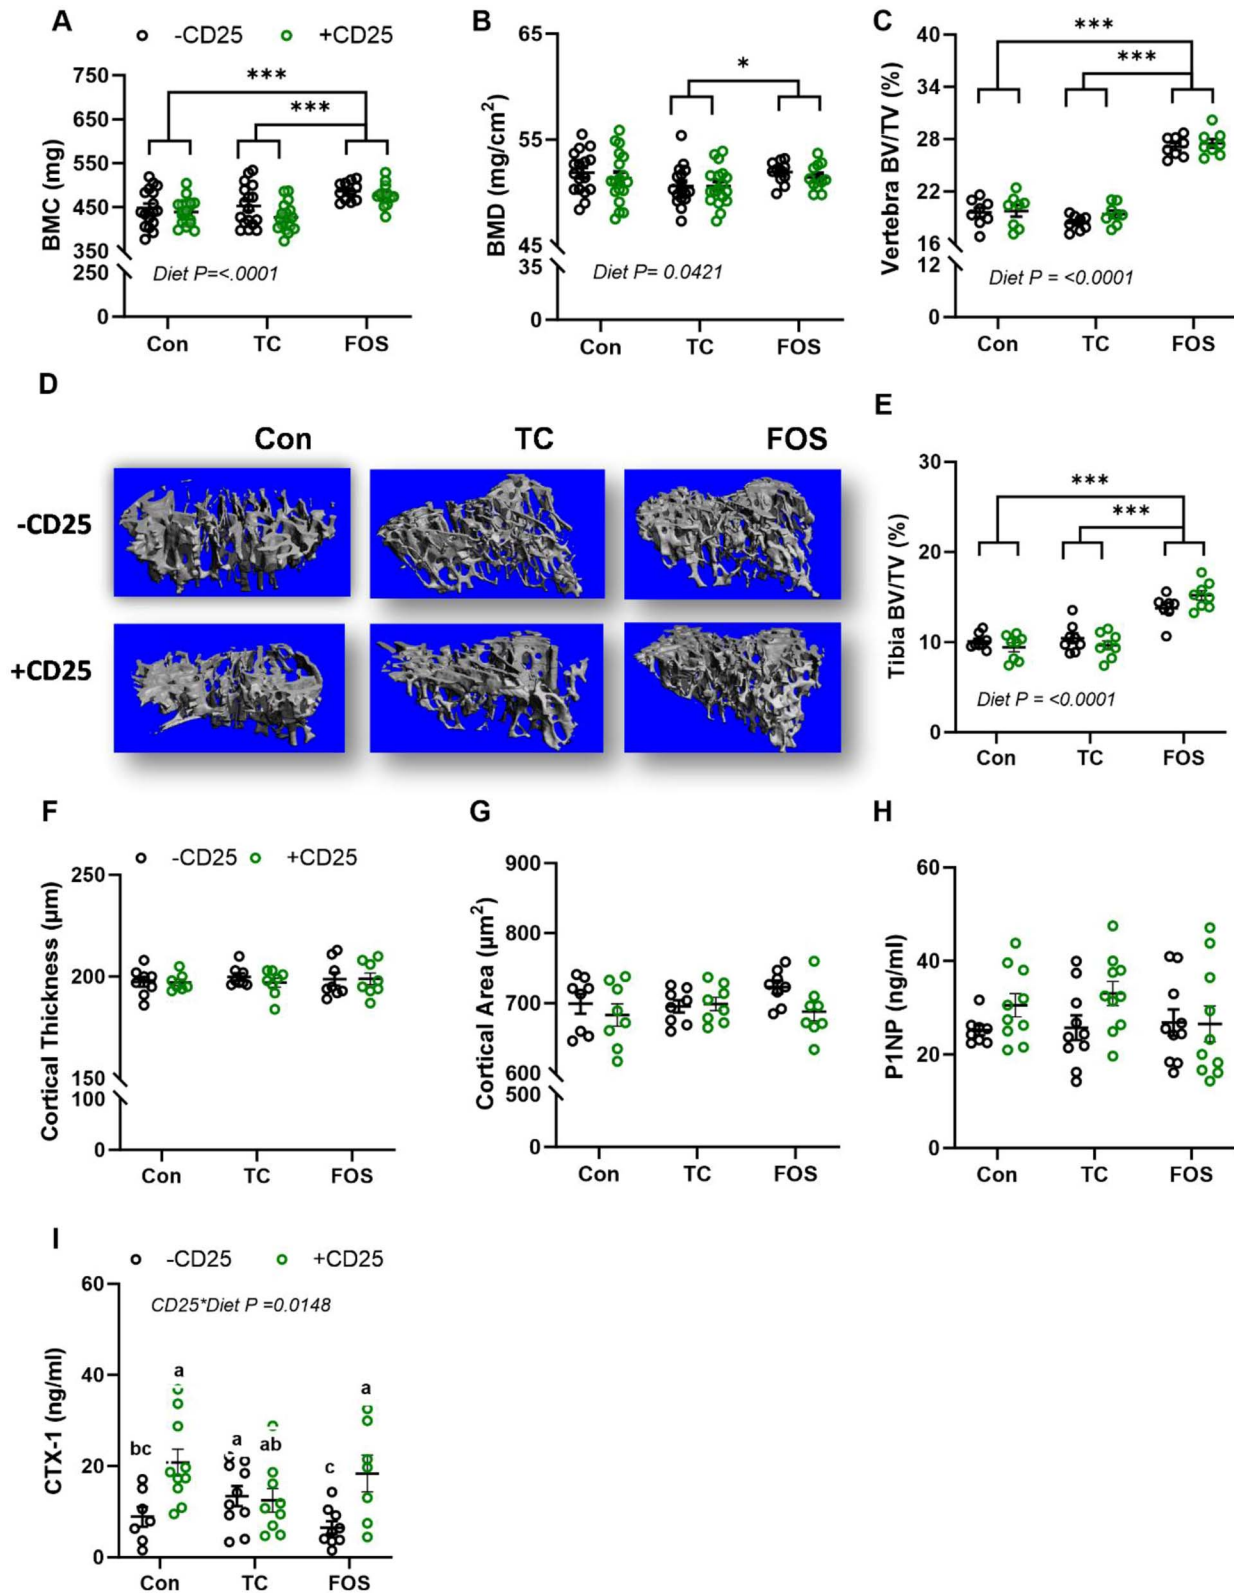 A
-CD25
+CD25
BMC (mg)
750
650
550
450
350
250
0
***
***
Diet P=<.0001
Con
TC
FOS
B
BMD (mg/cm2)
65
55
45
35
0
*
Diet P= 0.0421
Con
TC
FOS
C
Vertebra BV/TV (%)
40
34
28
22
16
12
0
***
***
Diet P = <0.0001
Con
TC
FOS
D
Con
TC
FOS
-CD25
+CD25
E
Tibia BV/TV (%)
30
20
10
0
***
***
Diet P = <0.0001
Con
TC
FOS
F
-CD25
+CD25
Cortical Thickness (µm)
250
200
150
100
0
Con
TC
FOS
G
Cortical Area (µm2)
900
800
700
600
500
0
Con
TC
FOS
H
P1NP (ng/ml)
60
40
20
0
Con
TC
FOS
I
-CD25
+CD25
CTX-1 (ng/ml)
60
40
20
0
CD25*Diet P =0.0148
bc
a
a
ab
c
a
Con
TC
FOS